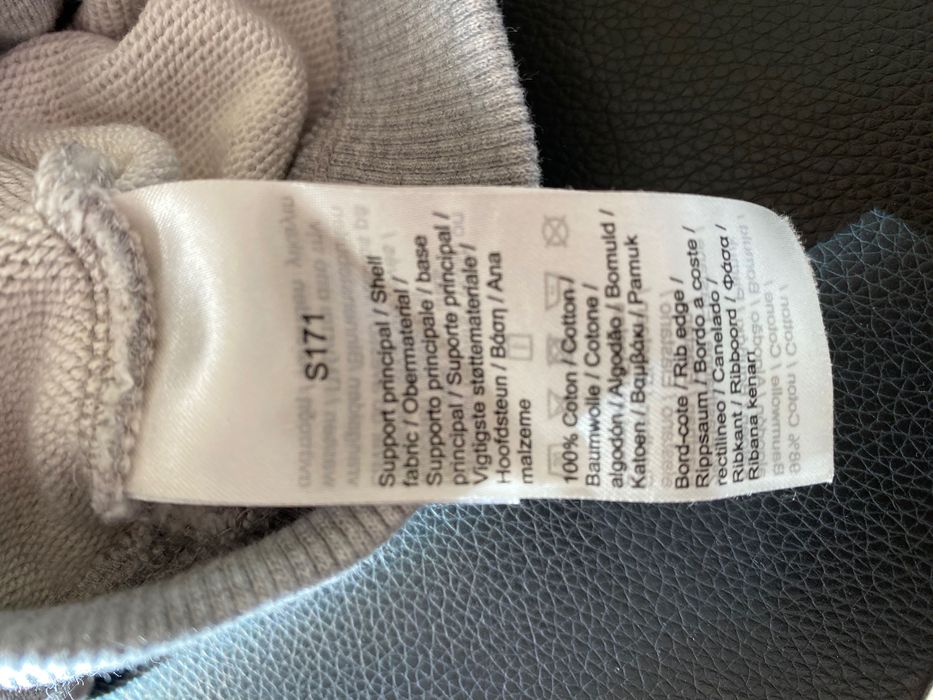 S171
Support principal / Shelf
fabric / Obermaterial /
Supporto principale / base
principal / Suporte principal /
Vigtigste støttemateriale /
Hoofdsteun / Βάση / Ana
malzeme
100% Coton / Cotton /
Baumwolle / Cotone /
algodón / Algodão / Bomuld /
Katoen / Βαμβάκι / Pamuk
Bord-cote / Rib edge /
Rippsaum / Bordo a coste /
rectilineo / Canelado /
Ribkant / Ribboord / Φάσα /
Ribana kenarı